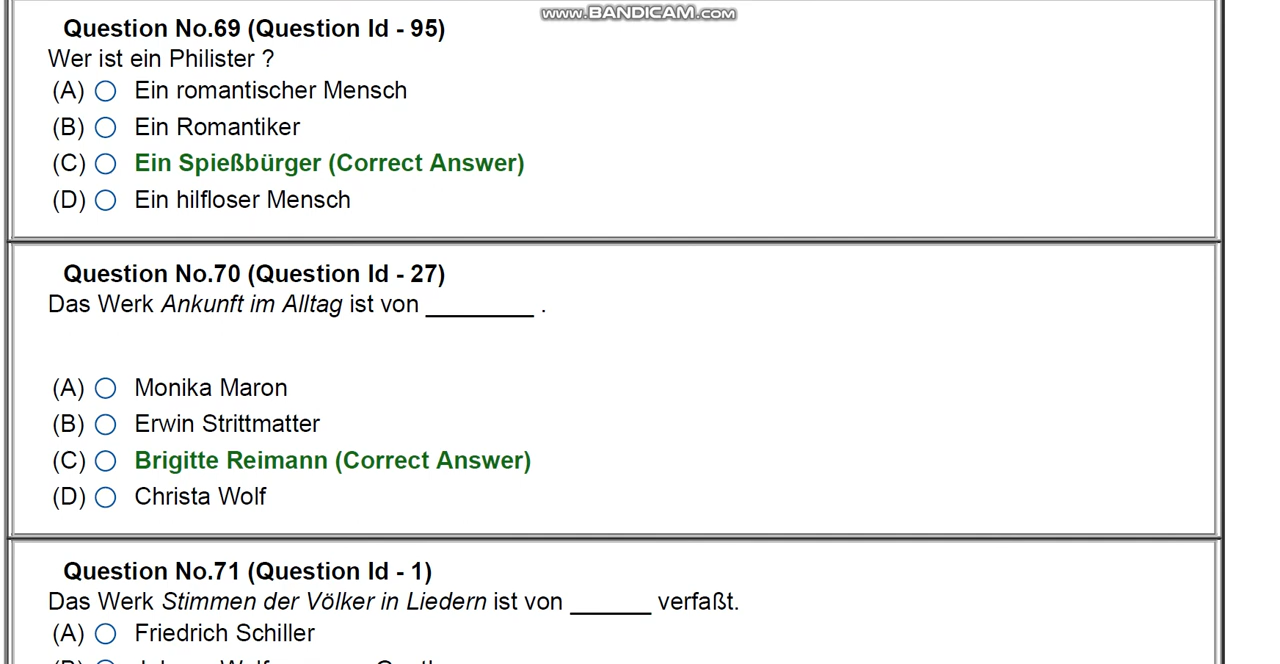 www.BANDICAM.com
Question No.69 (Question Id - 95)
Wer ist ein Philister ?
(A) Ein romantischer Mensch
(B) Ein Romantiker
(C) Ein Spießbürger (Correct Answer)
(D) Ein hilfloser Mensch
Question No.70 (Question Id - 27)
Das Werk Ankunft im Alltag ist von ________ .
(A) Monika Maron
(B) Erwin Strittmatter
(C) Brigitte Reimann (Correct Answer)
(D) Christa Wolf
Question No.71 (Question Id - 1)
Das Werk Stimmen der Völker in Liedern ist von ______ verfaßt.
(A) Friedrich Schiller